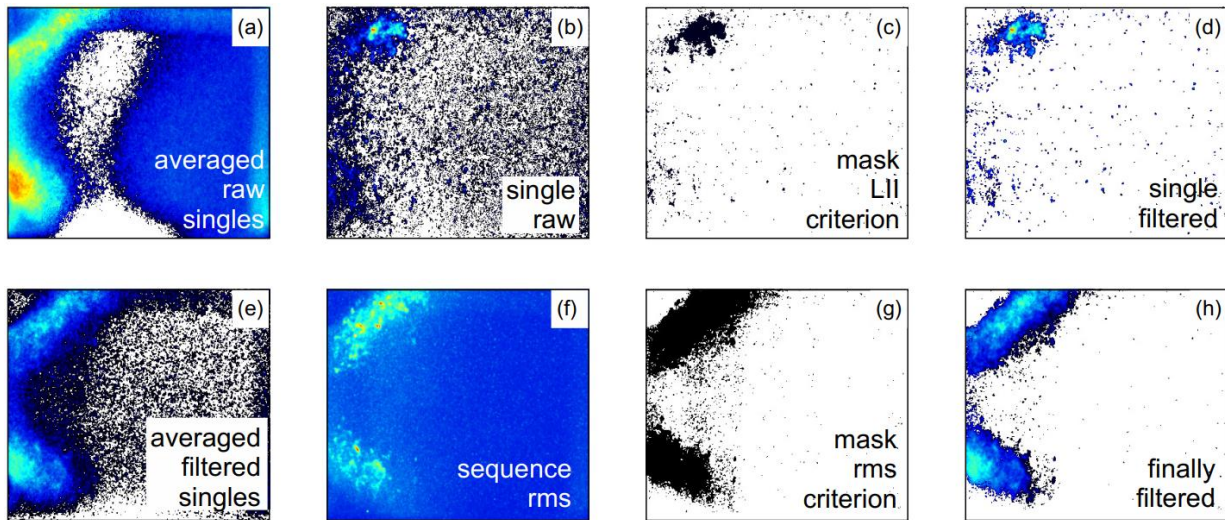 (a)
averaged
raw
singles
(b)
single
raw
(c)
mask
LII
criterion
(d)
single
filtered
(e)
averaged
filtered
singles
(f)
sequence
rms
(g)
mask
rms
criterion
(h)
finally
filtered